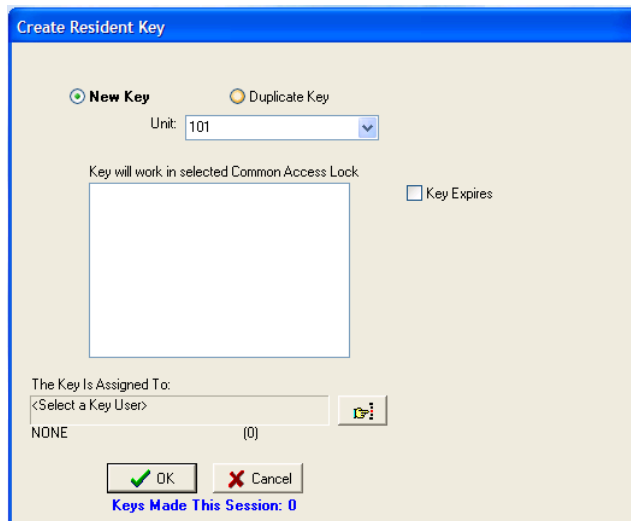 Create Resident Key
New Key Duplicate Key
Unit: 101
Key will work in selected Common Access Lock
Key Expires
The Key Is Assigned To:
<Select a Key User>
NONE (0)
OK Cancel
Keys Made This Session: 0